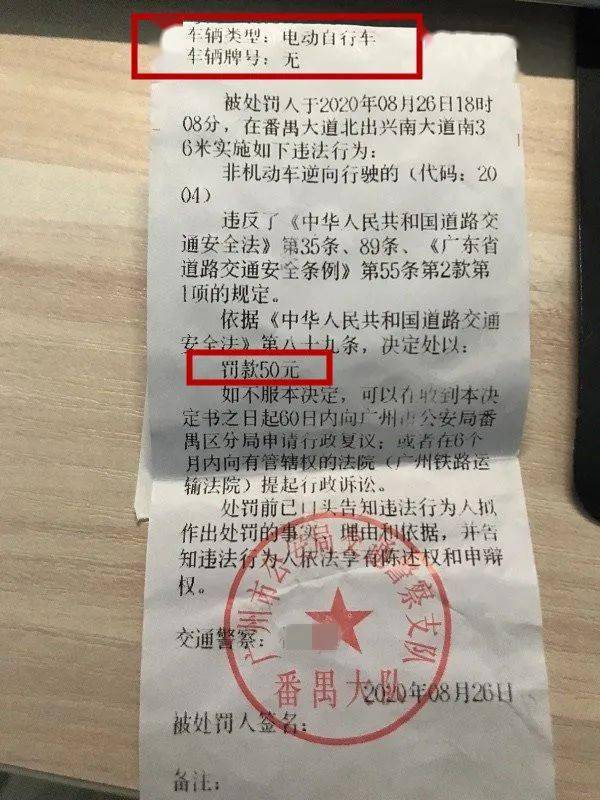 车辆类型：电动自行车
车辆牌号：无
被处罚人于2020年08月26日18时
08分，在番禺大道北出兴南大道南3
6米实施如下违法行为：
非机动车逆向行驶的（代码：20
04）
违反了《中华人民共和国道路交
通安全法》第35条、89条、《广东省
道路交通安全条例》第55条第2款第
1项的规定。
依据《中华人民共和国道路交通
安全法》第八十九条，决定处以：
罚款50元
如不服本决定，可以在收到本决
定书之日起60日内向广州市公安局番
禺区分局申请行政复议；或者在6个
月内向有管辖权的法院（广州铁路运
输法院）提起行政诉讼。
处罚前已口头告知违法行为人拟
作出处罚的事实、理由和依据，并告
知违法行为人依法享有陈述权和申辩
权。
交通警察：
广州市公安局交通警察支队
番禺大队
2020年08月26日
被处罚人签名：
备注：